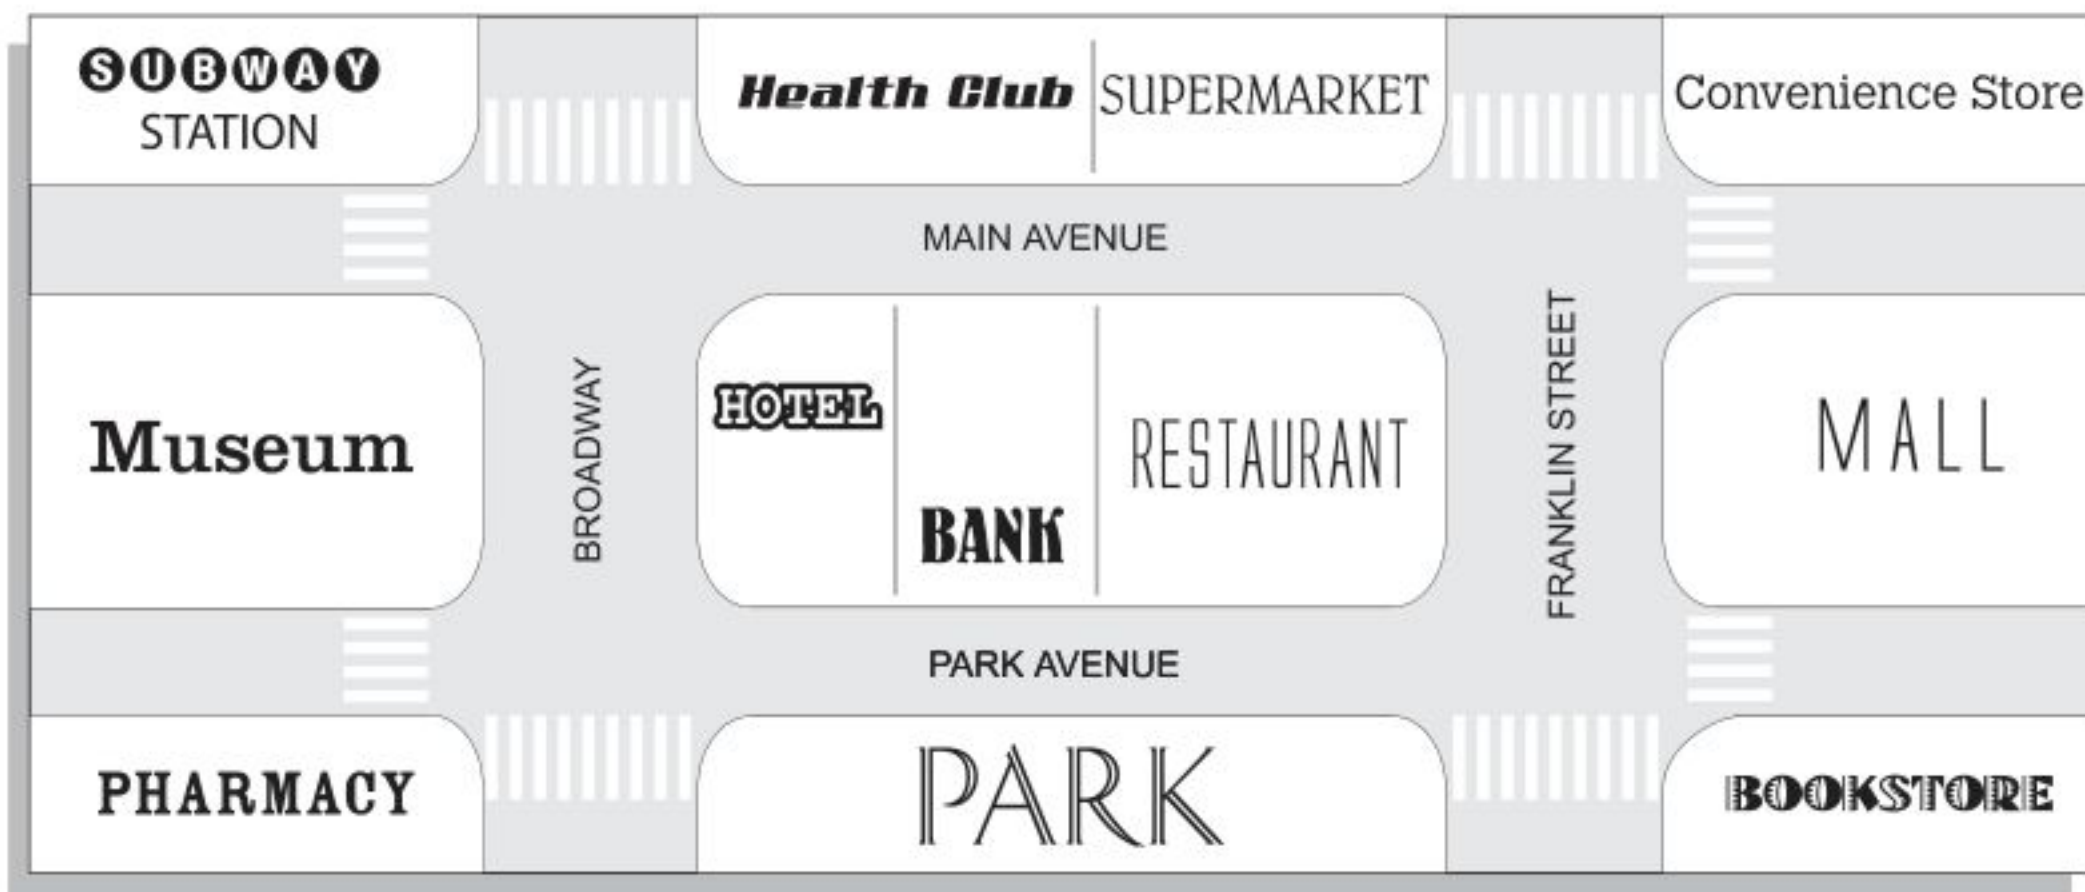 SUBWAY
STATION
Health Club
SUPERMARKET
Convenience Store
MAIN AVENUE
Museum
BROADWAY
HOTEL
BANK
RESTAURANT
FRANKLIN STREET
MALL
PARK AVENUE
PHARMACY
PARK
BOOKSTORE